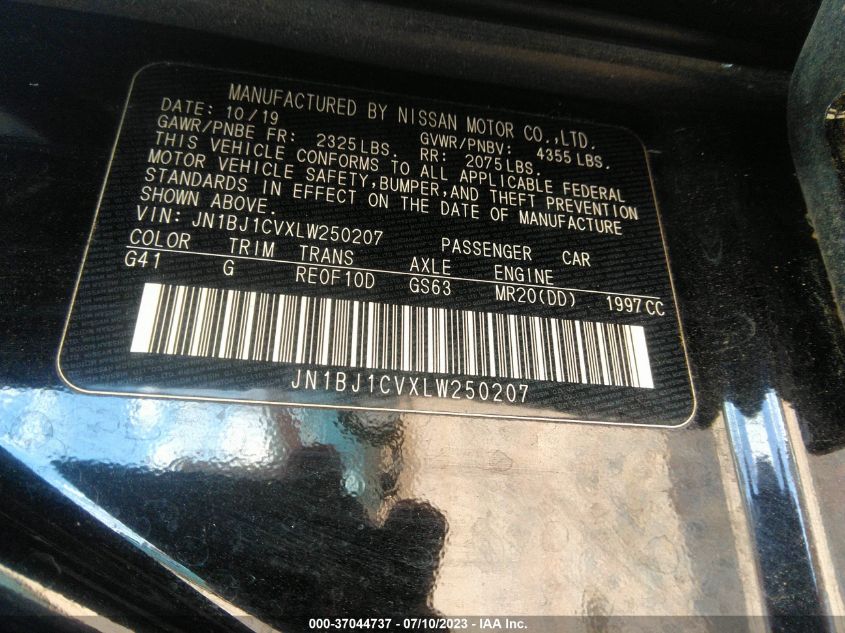 MANUFACTURED BY NISSAN MOTOR CO.,LTD.
DATE: 10/19 GVWR/PNBV: 4355 LBS.
GAWR/PNBE FR: 2325 LBS. RR: 2075 LBS.
THIS VEHICLE CONFORMS TO ALL APPLICABLE FEDERAL
MOTOR VEHICLE SAFETY,BUMPER,AND THEFT PREVENTION
STANDARDS IN EFFECT ON THE DATE OF MANUFACTURE
SHOWN ABOVE.
VIN: JN1BJ1CVXLW250207 PASSENGER CAR
COLOR TRIM TRANS AXLE ENGINE
G41 G RE0F10D GS63 MR20(DD) 1997CC
JN1BJ1CVXLW250207
000-37044737 - 07/10/2023 - IAA Inc.